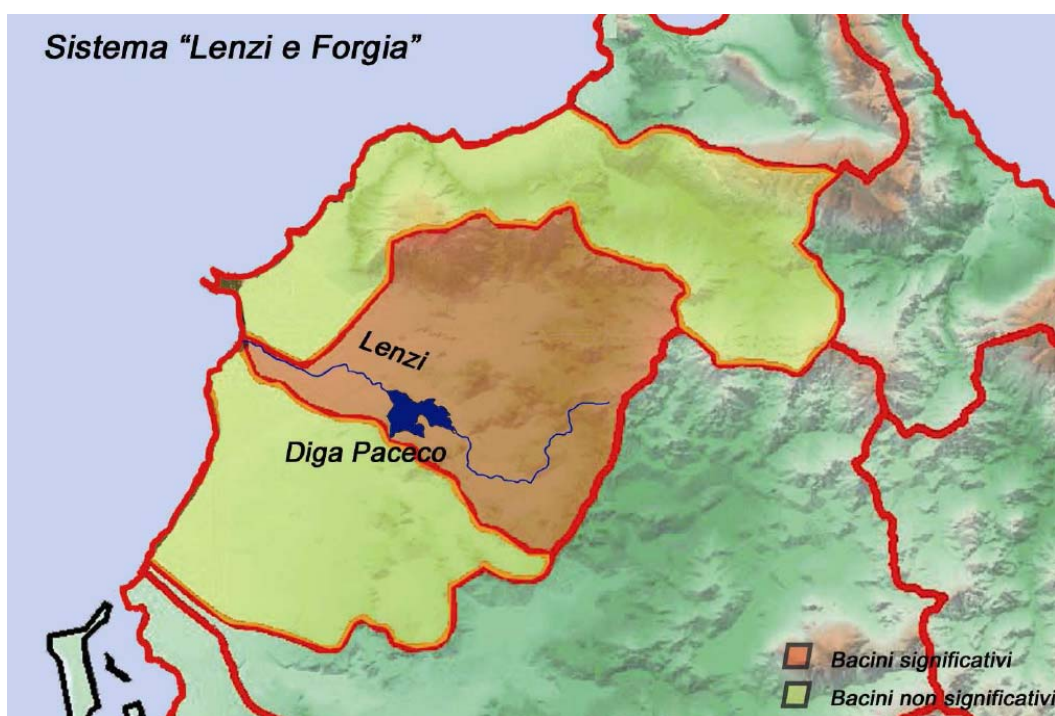 Sistema “Lenzi e Forgia”
Lenzi
Diga Paceco
Bacini significativi
Bacini non significativi